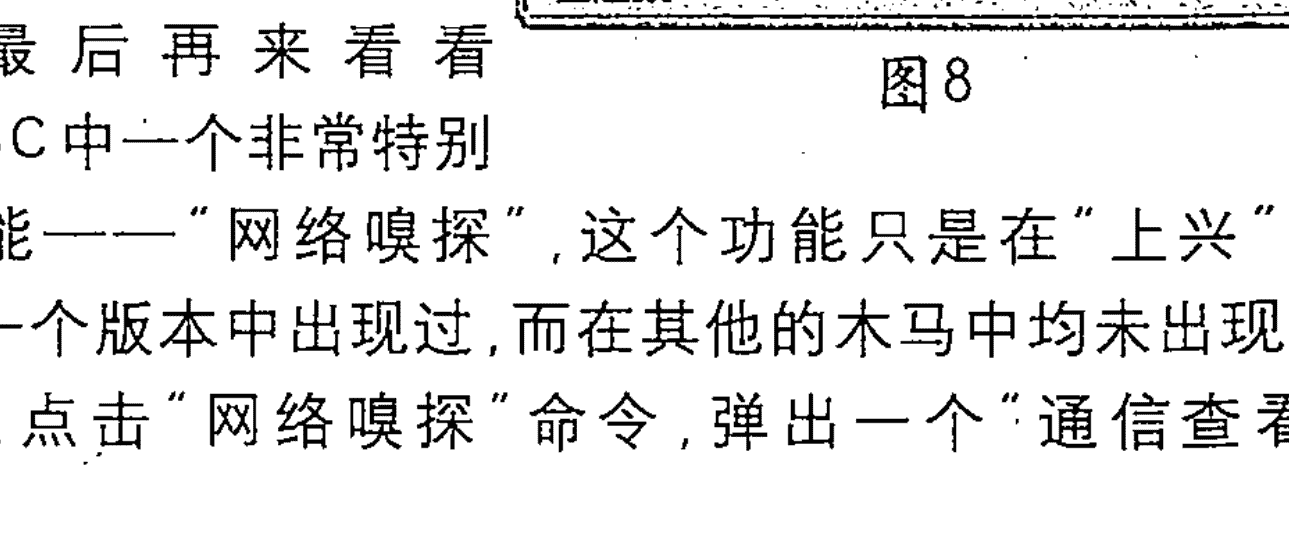 最后再来看看
图8
C中一个非常特别
能——“网络嗅探”,这个功能只是在“上兴”
一个版本中出现过,而在其他的木马中均未出现
点击“网络嗅探”命令,弹出一个“通信查看